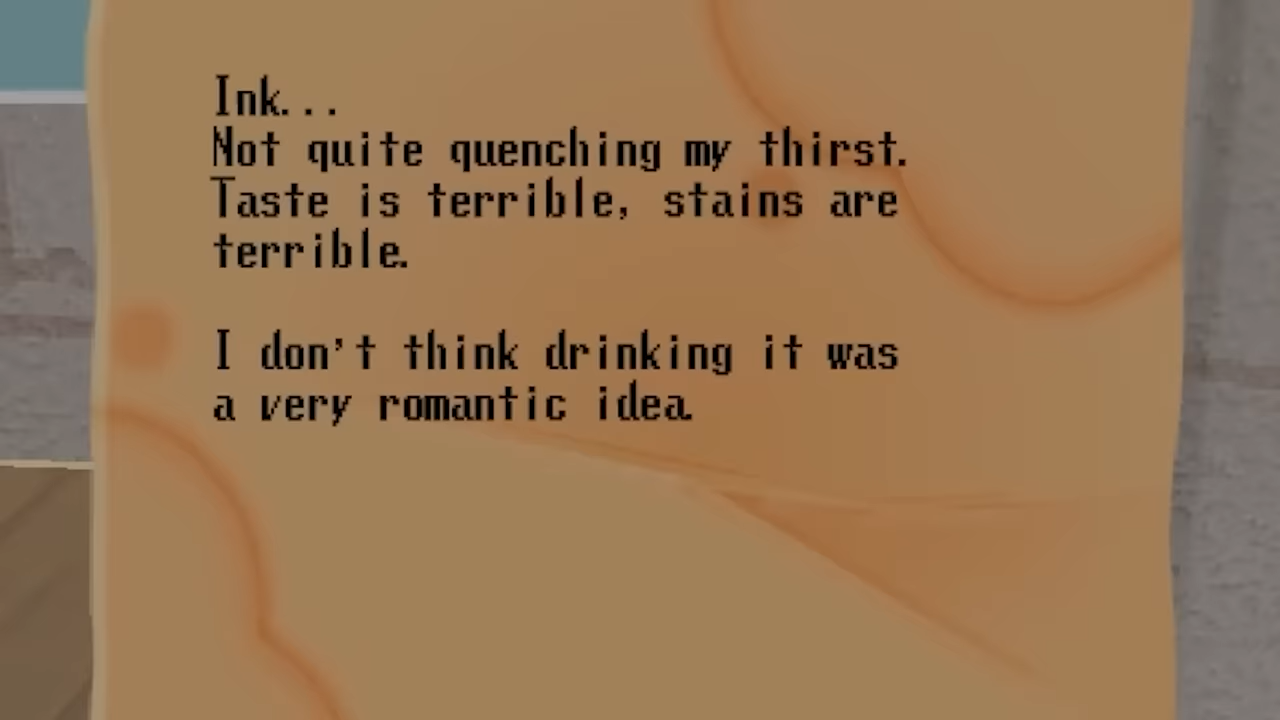 Ink...
Not quite quenching my thirst.
Taste is terrible, stains are
terrible.
I don't think drinking it was
a very romantic idea.